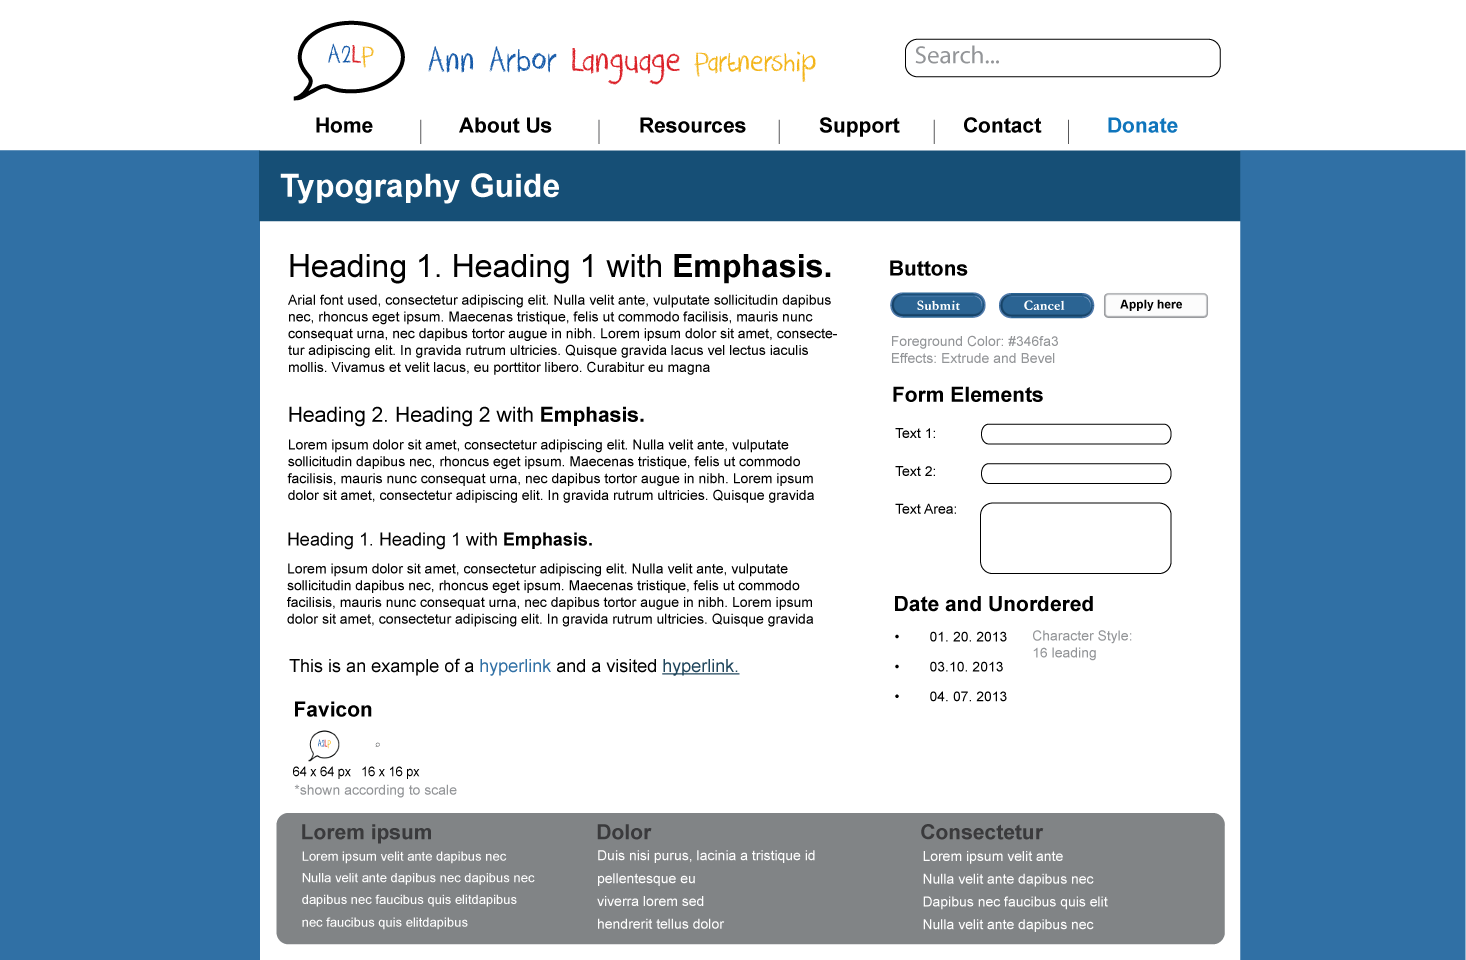 A2LP
Ann Arbor Language Partnership
Search...
Home
About Us
Resources
Support
Contact
Donate
Typography Guide
Heading 1. Heading 1 with Emphasis.
Arial font used, consectetur adipiscing elit. Nulla velit ante, vulputate sollicitudin dapibus
nec, rhoncus eget ipsum. Maecenas tristique, felis ut commodo facilisis, mauris nunc
consequat urna, nec dapibus tortor augue in nibh. Lorem ipsum dolor sit amet, consecte-
tur adipiscing elit. In gravida rutrum ultricies. Quisque gravida lacus vel lectus iaculis
mollis. Vivamus et velit lacus, eu porttitor libero. Curabitur eu magna
Heading 2. Heading 2 with Emphasis.
Lorem ipsum dolor sit amet, consectetur adipiscing elit. Nulla velit ante, vulputate
sollicitudin dapibus nec, rhoncus eget ipsum. Maecenas tristique, felis ut commodo
facilisis, mauris nunc consequat urna, nec dapibus tortor augue in nibh. Lorem ipsum
dolor sit amet, consectetur adipiscing elit. In gravida rutrum ultricies. Quisque gravida
Heading 1. Heading 1 with Emphasis.
Lorem ipsum dolor sit amet, consectetur adipiscing elit. Nulla velit ante, vulputate
sollicitudin dapibus nec, rhoncus eget ipsum. Maecenas tristique, felis ut commodo
facilisis, mauris nunc consequat urna, nec dapibus tortor augue in nibh. Lorem ipsum
dolor sit amet, consectetur adipiscing elit. In gravida rutrum ultricies. Quisque gravida
This is an example of a hyperlink and a visited hyperlink.
Favicon
A2LP
64 x 64 px
16 x 16 px
*shown according to scale
Buttons
Submit
Cancel
Apply here
Foreground Color: #346fa3
Effects: Extrude and Bevel
Form Elements
Text 1:
Text 2:
Text Area:
Date and Unordered
• 01. 20. 2013
• 03.10. 2013
• 04. 07. 2013
Character Style:
16 leading
Lorem ipsum
Lorem ipsum velit ante dapibus nec
Nulla velit ante dapibus nec dapibus nec
dapibus nec faucibus quis elitdapibus
nec faucibus quis elitdapibus
Dolor
Duis nisi purus, lacinia a tristique id
pellentesque eu
viverra lorem sed
hendrerit tellus dolor
Consectetur
Lorem ipsum velit ante
Nulla velit ante dapibus nec
Dapibus nec faucibus quis elit
Nulla velit ante dapibus nec